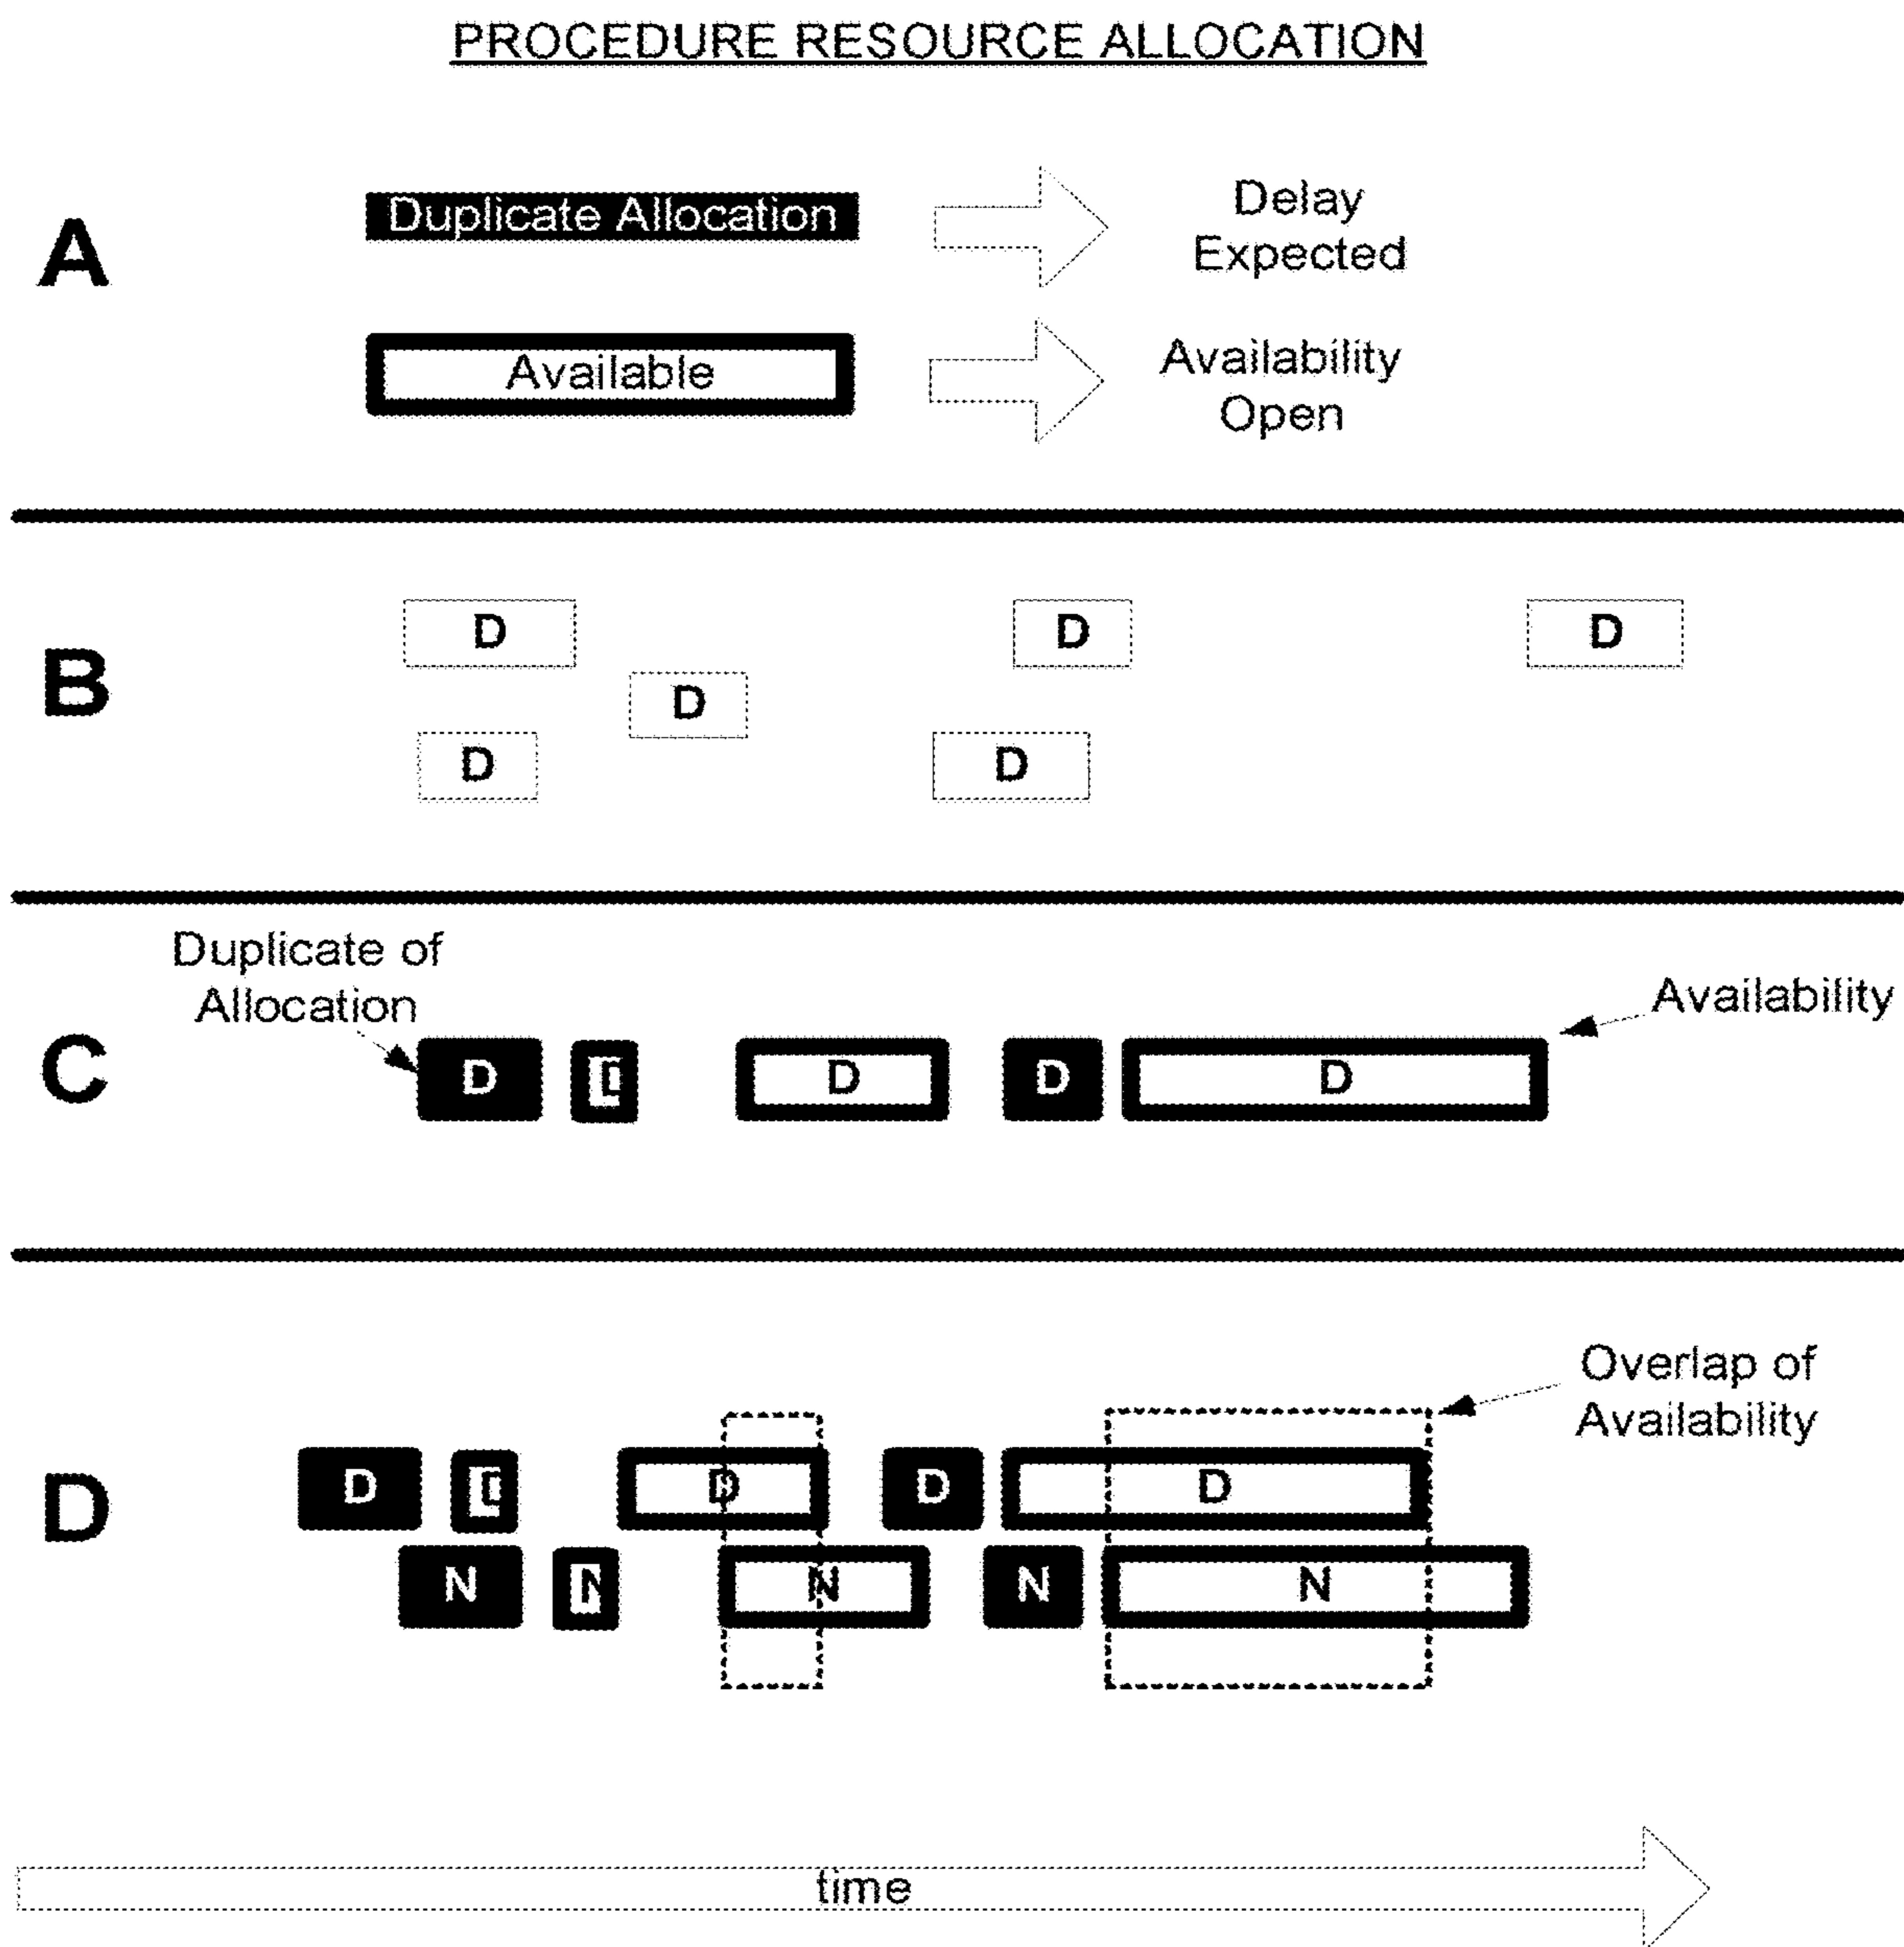 PROCEDURE RESOURCE ALLOCATION
A
Duplicate Allocation
Delay
Expected
Available
Availability
Open
B
D
D
D
D
D
D
Duplicate of
Allocation
Availability
C
D
D
D
D
D
Overlap of
Availability
D
D
D
D
D
D
N
N
N
N
N
time